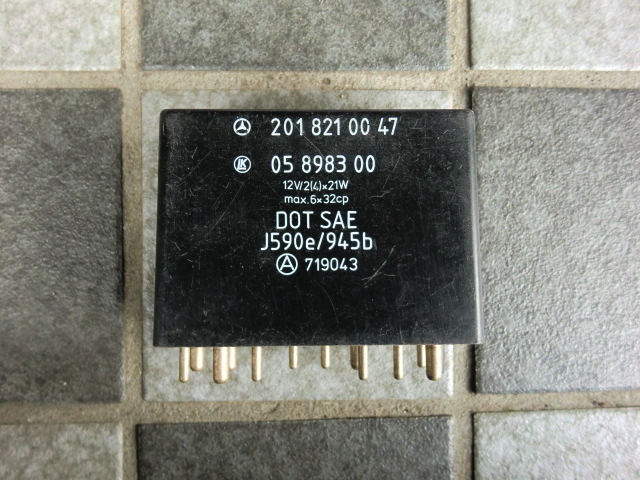 201 821 00 47
LK 05 8983 00
12V/2(4)×21W
max.6×32cp
DOT SAE
J590e/945b
A 719043